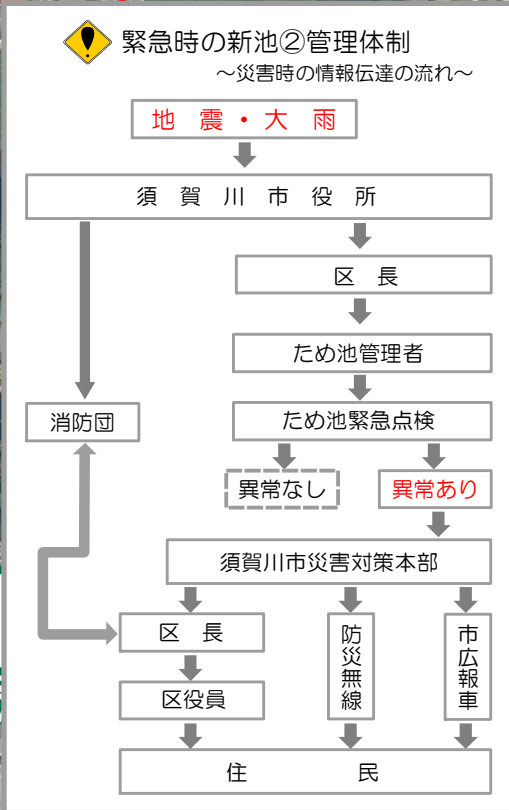 緊急時の新池②管理体制
～災害時の情報伝達の流れ～
地 震・大 雨
須 賀 川 市 役 所
区 長
ため池管理者
消防団
ため池緊急点検
異常なし
異常あり
須賀川市災害対策本部
区 長
防災無線
市広報車
区役員
住 民